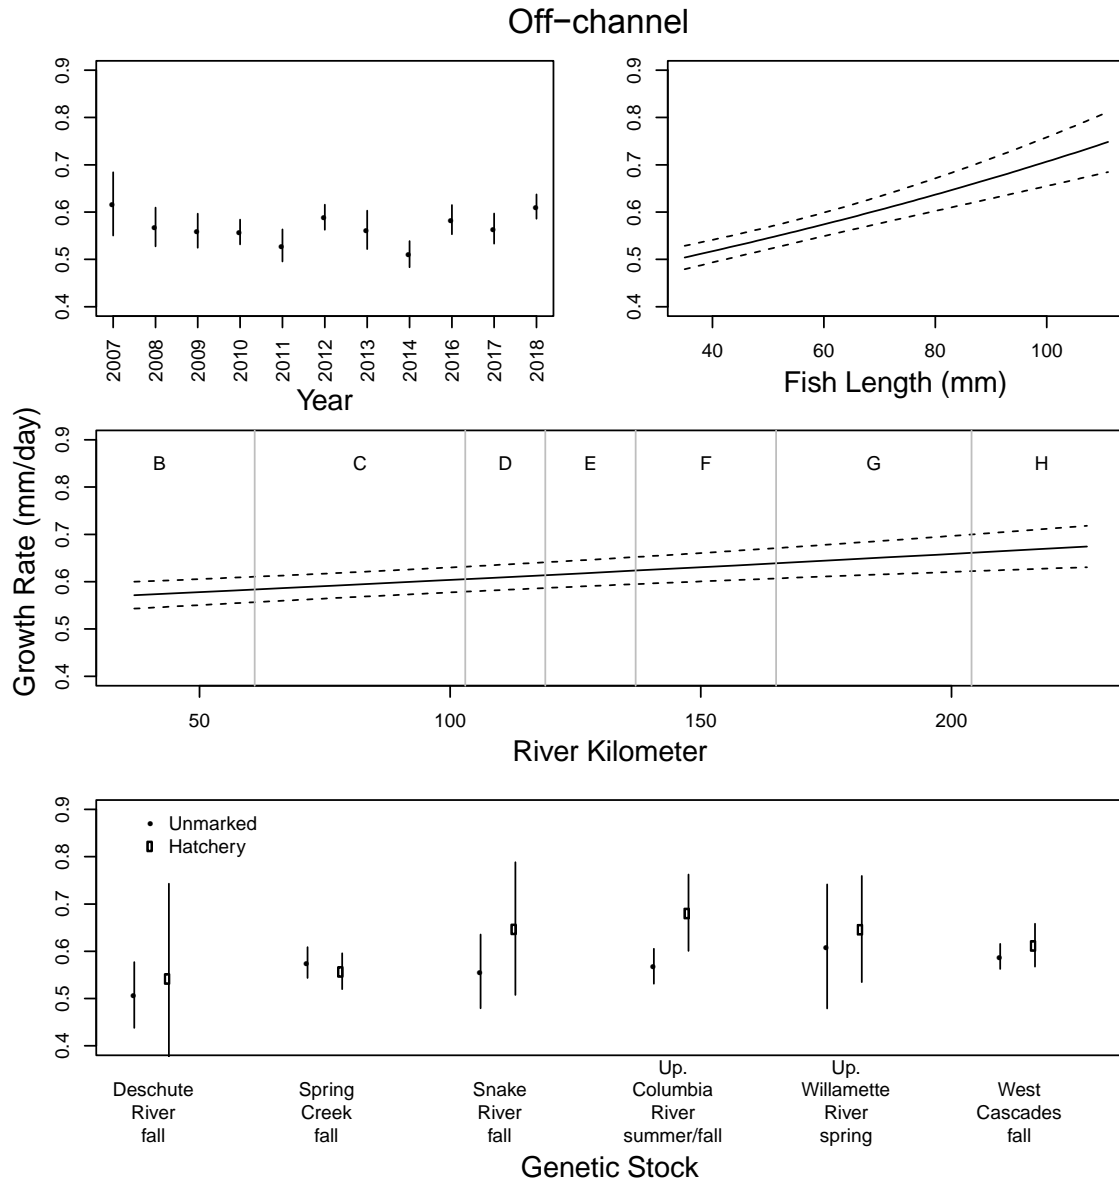 Off−channel
0.4 0.5 0.6 0.7 0.8 0.9
2007 2008 2009 2010 2011 2012 2013 2014 2016 2017 2018
Year
0.4 0.5 0.6 0.7 0.8 0.9
40 60 80 100
Fish Length (mm)
Growth Rate (mm/day)
0.4 0.5 0.6 0.7 0.8 0.9
B C D E F G H
50 100 150 200
River Kilometer
0.4 0.5 0.6 0.7 0.8 0.9
Unmarked
Hatchery
Deschute
River
fall
Spring
Creek
fall
Snake
River
fall
Up.
Columbia
River
summer/fall
Up.
Willamette
River
spring
West
Cascades
fall
Genetic Stock